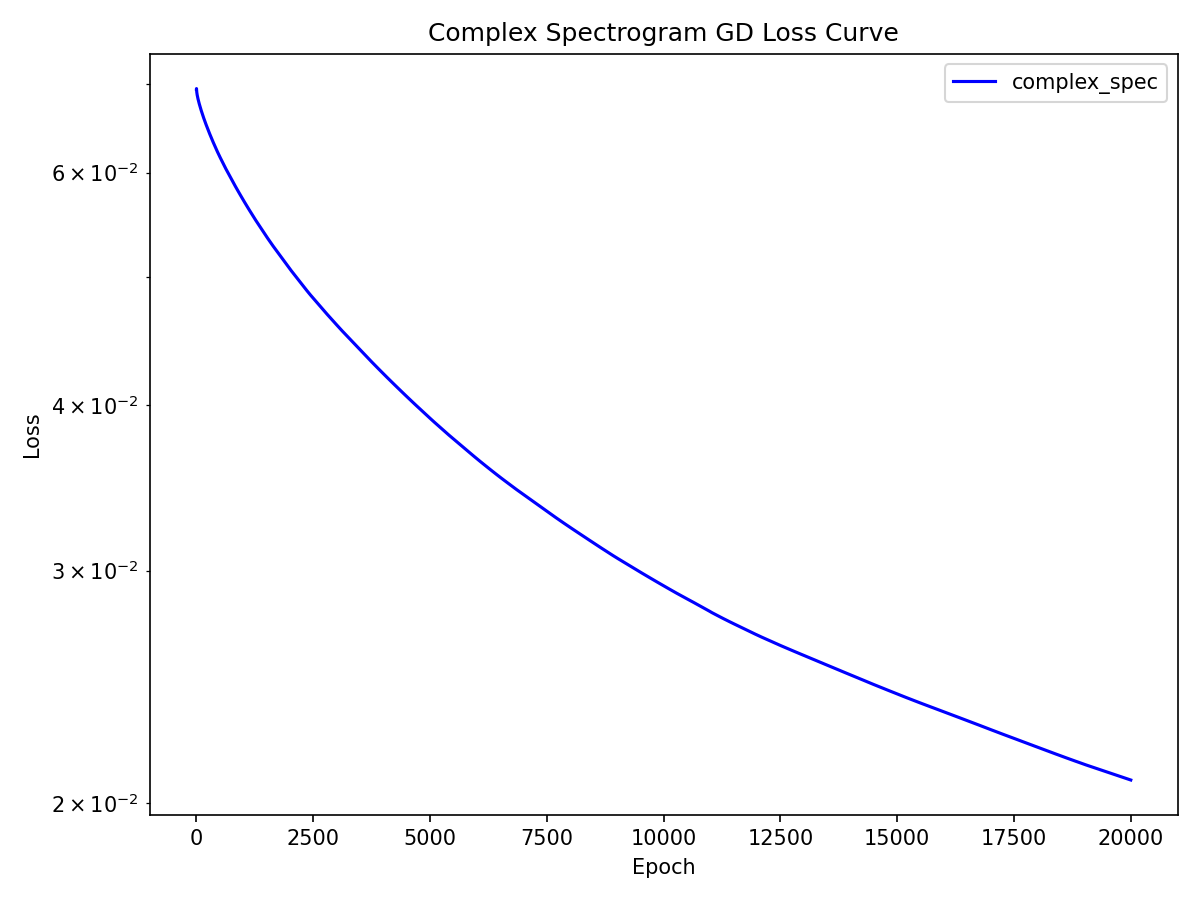 Complex Spectrogram GD Loss Curve
complex_spec
Loss
6 × 10⁻²
4 × 10⁻²
3 × 10⁻²
2 × 10⁻²
0 2500 5000 7500 10000 12500 15000 17500 20000
Epoch